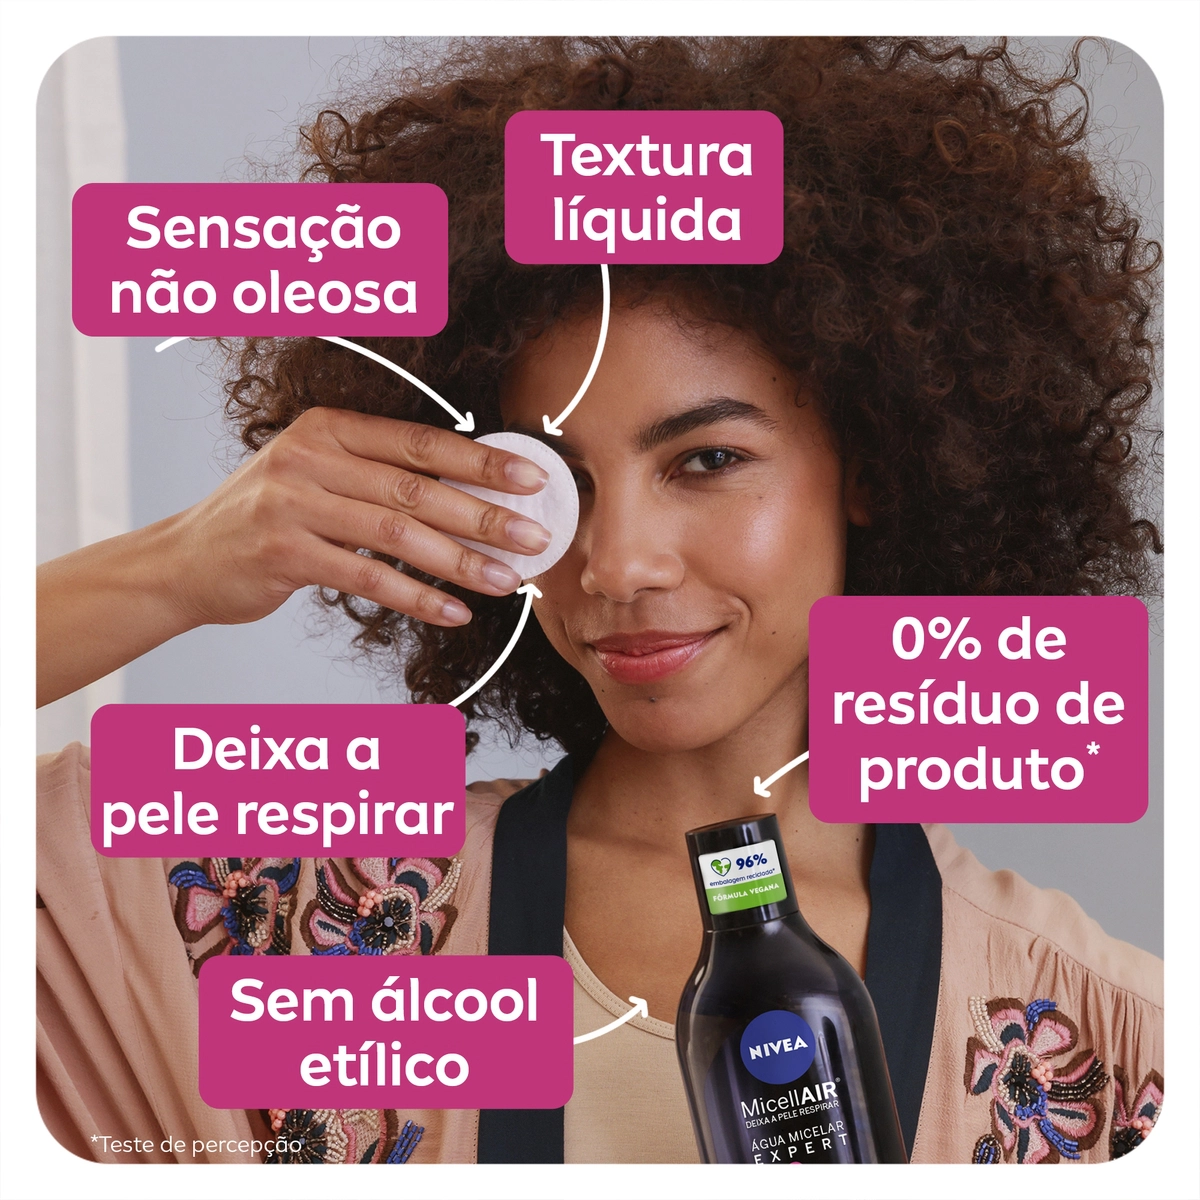 Textura
líquida
Sensação
não oleosa
0% de
resíduo de
produto*
Deixa a
pele respirar
Sem álcool
etílico
96%
embalagem reciclada*
FÓRMULA VEGANA
NIVEA
MicellAIR®
DEIXA A PELE RESPIRAR
ÁGUA MICELAR
EXPERT
*Teste de percepção